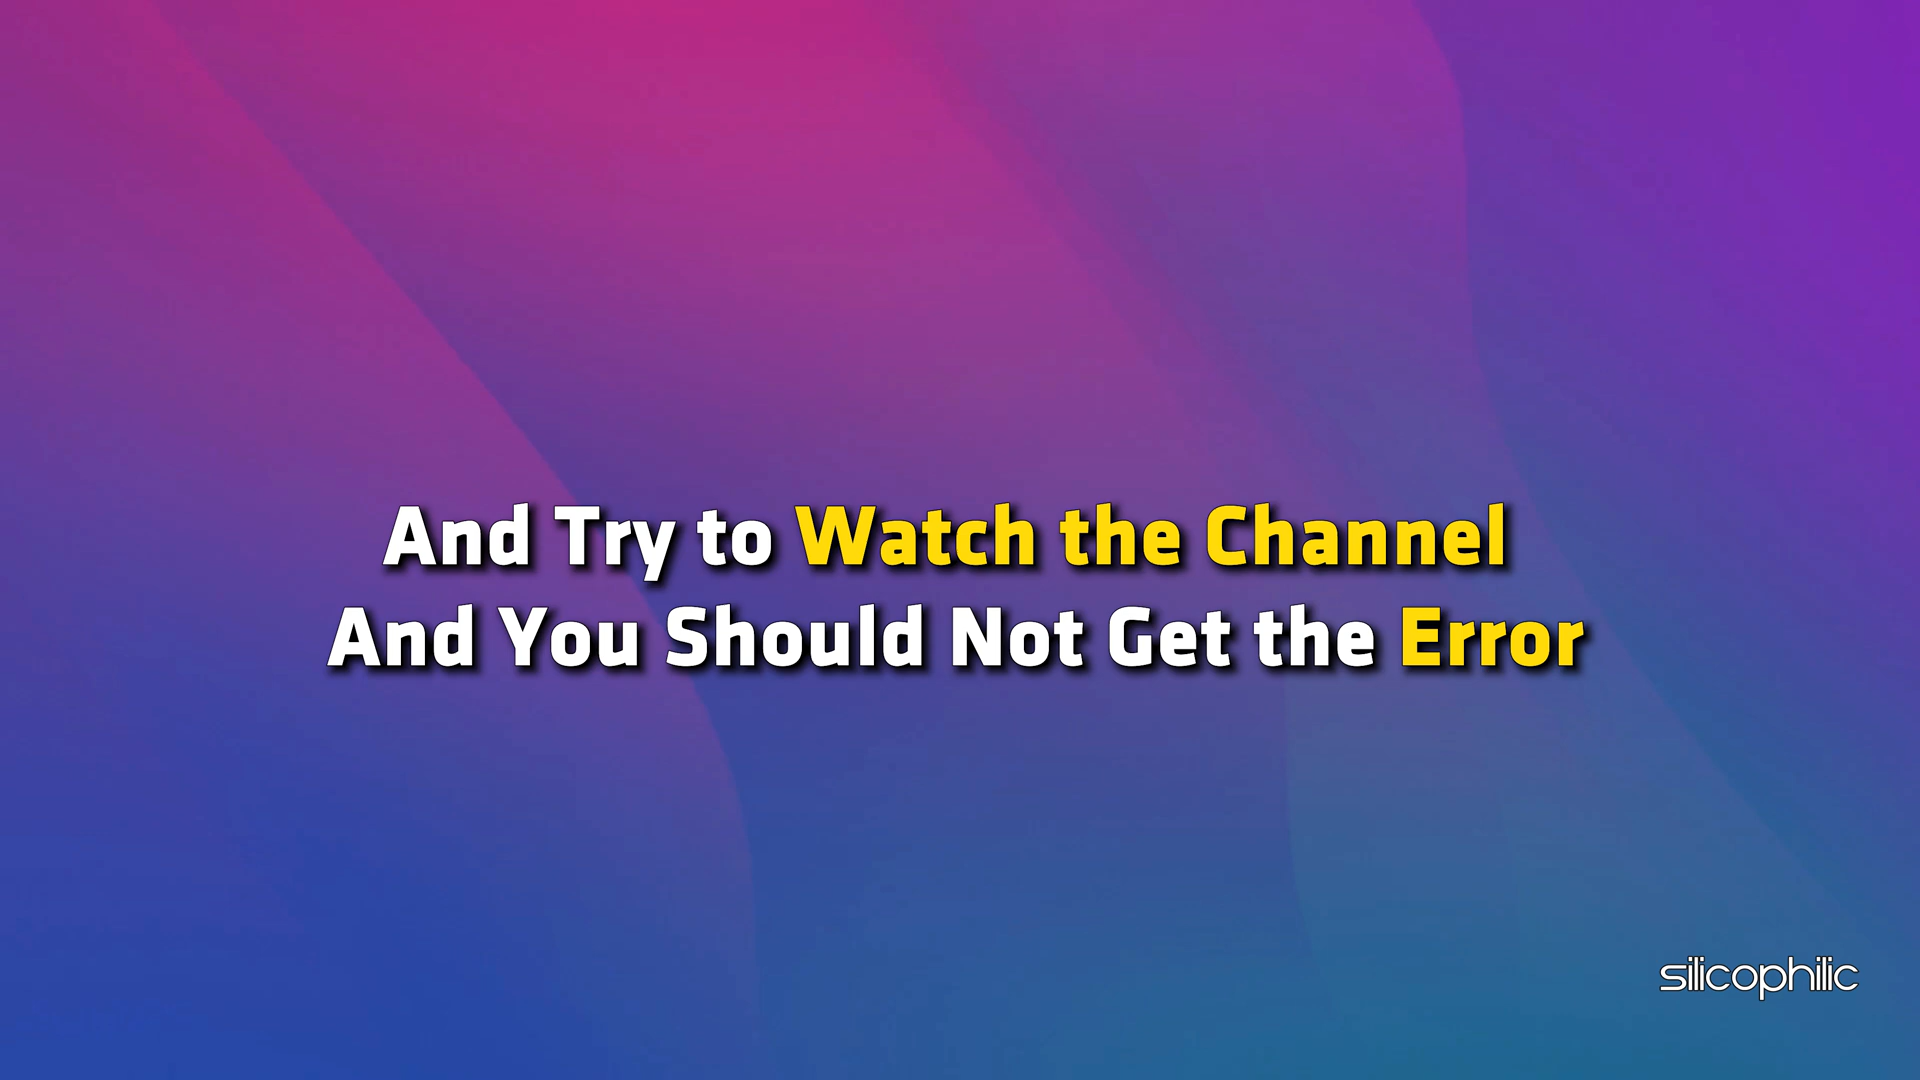 And Try to Watch the Channel
And You Should Not Get the Error
silicophilic